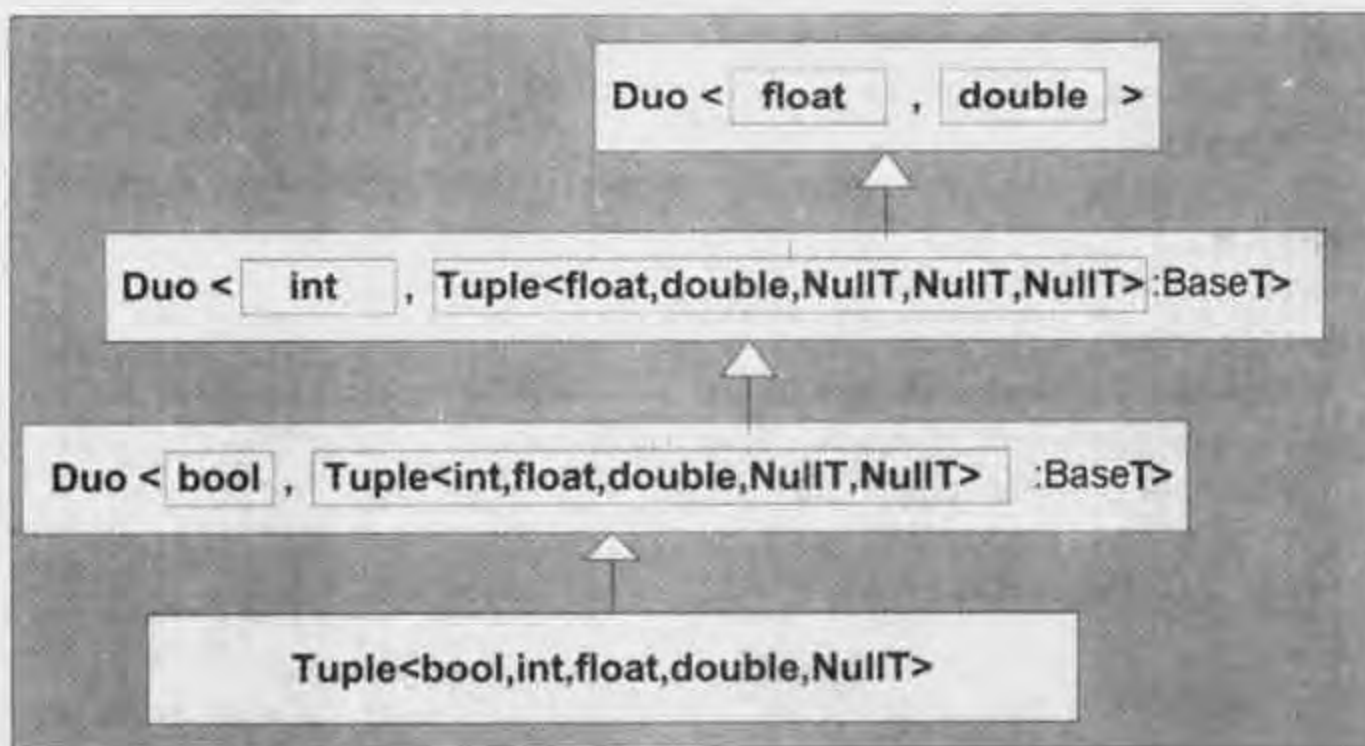 Duo < float , double >
Duo < int , Tuple<float,double,NullT,NullT,NullT> :BaseT>
Duo < bool , Tuple<int,float,double,NullT,NullT> :BaseT>
Tuple<bool,int,float,double,NullT>